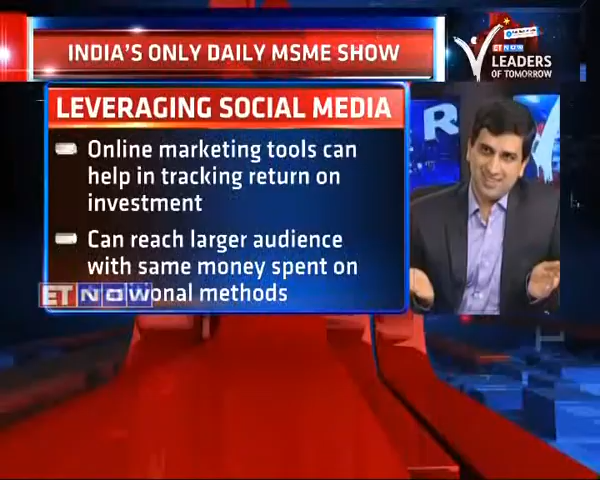 INDIA'S ONLY DAILY MSME SHOW
ET NOW
LEADERS
OF TOMORROW
LEVERAGING SOCIAL MEDIA
Online marketing tools can
help in tracking return on
investment
Can reach larger audience
with same money spent on
onal methods
ET NOW
R